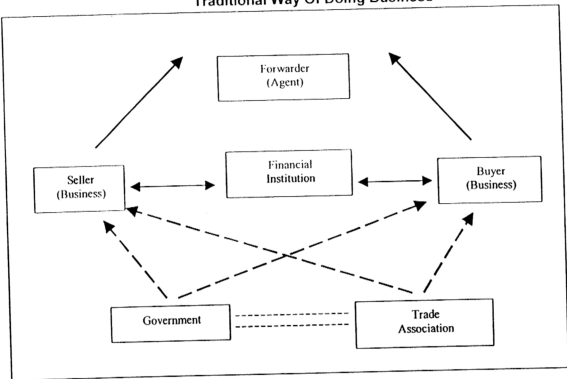 Traditional Way Of Doing Business
Forwarder
(Agent)
Seller
(Business)
Financial
Institution
Buyer
(Business)
Government
Trade
Association